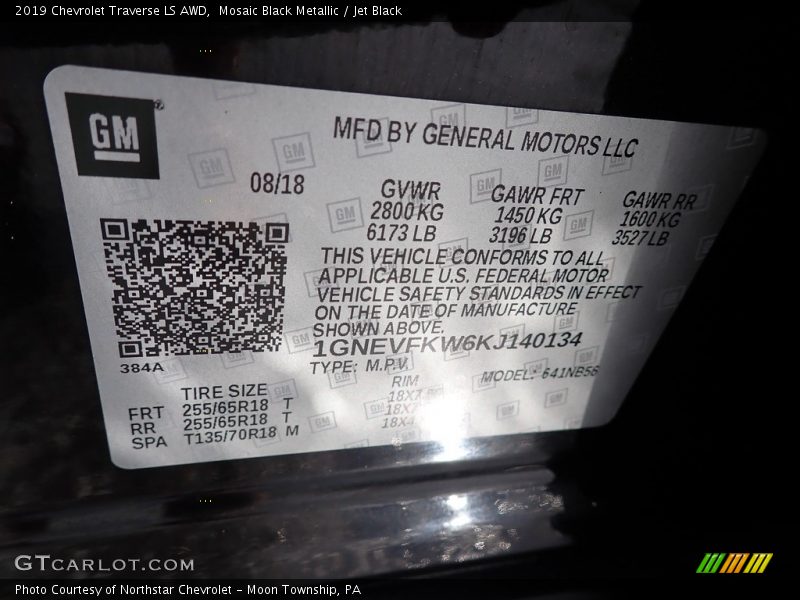 2019 Chevrolet Traverse LS AWD, Mosaic Black Metallic / Jet Black
GM®
MFD BY GENERAL MOTORS LLC
08/18
GVWR GAWR FRT GAWR RR
2800 KG 1450 KG 1600 KG
6173 LB 3196 LB 3527 LB
THIS VEHICLE CONFORMS TO ALL
APPLICABLE U.S. FEDERAL MOTOR
VEHICLE SAFETY STANDARDS IN EFFECT
ON THE DATE OF MANUFACTURE
SHOWN ABOVE.
1GNEVFKW6KJ140134
384A
TYPE: M.P.V. MODEL: 641NB56
TIRE SIZE RIM
FRT 255/65R18 T 18X7
RR 255/65R18 T 18X7
SPA T135/70R18 M 18X4
GTCARLOT.COM
Photo Courtesy of Northstar Chevrolet - Moon Township, PA